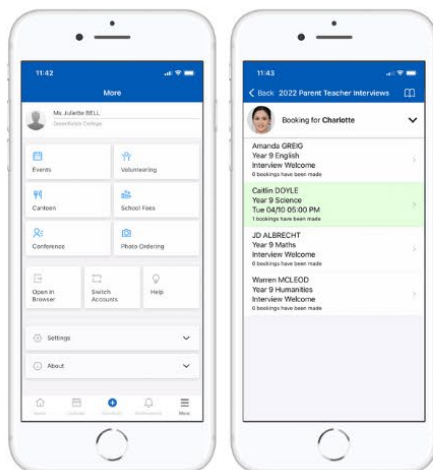 11:42
More
Ms Juliette BELL
Events
Volunteering
Canteen
School Fees
Conference
Photo Ordering
Open in
Browser
Switch
Accounts
Help
Settings
About
More
11:43
Back 2022 Parent Teacher Interviews
Booking for Charlotte
Amanda GREIG
Year 9 English
Interview Welcome
0 bookings have been made
Caitlin DOYLE
Year 9 Science
Tue 04/10 05:00 PM
1 bookings have been made
JD ALBRECHT
Year 9 Maths
Interview Welcome
0 bookings have been made
Warren MCLEOD
Year 9 Humanities
Interview Welcome
0 bookings have been made